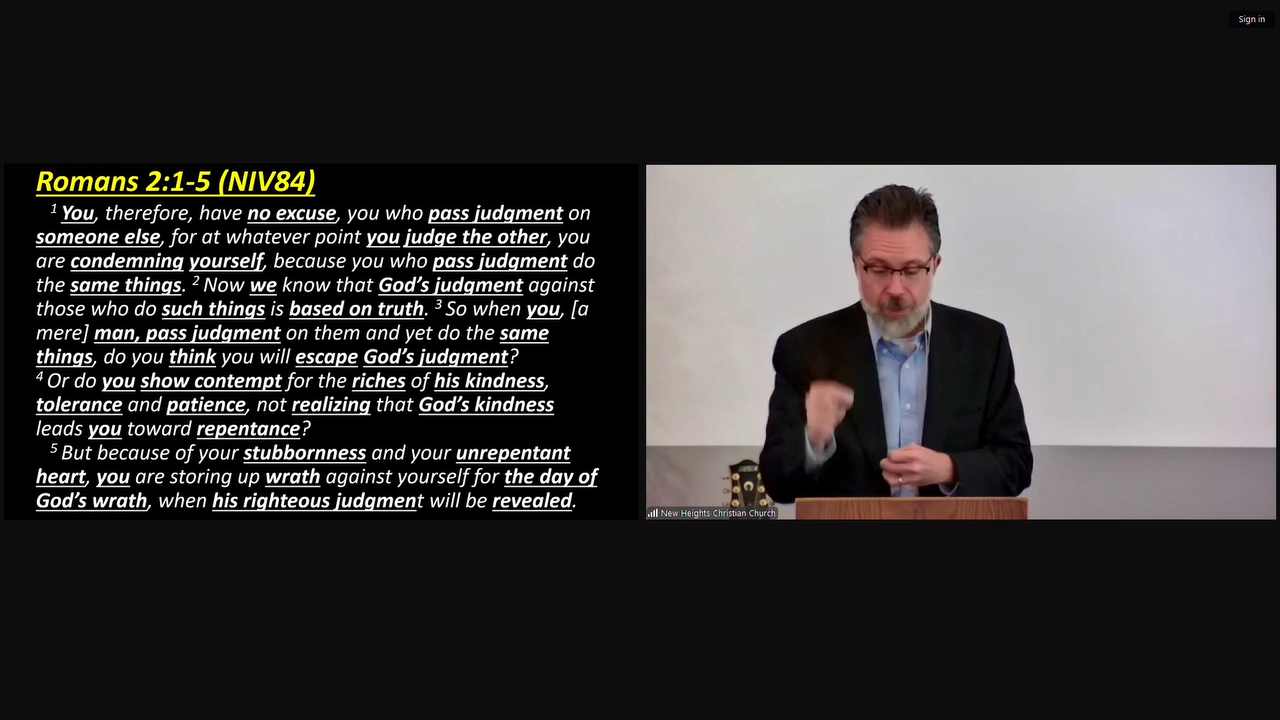 Sign in
Romans 2:1-5 (NIV84)
1 You, therefore, have no excuse, you who pass judgment on
someone else, for at whatever point you judge the other, you
are condemning yourself, because you who pass judgment do
the same things. 2 Now we know that God's judgment against
those who do such things is based on truth. 3 So when you, [a
mere] man, pass judgment on them and yet do the same
things, do you think you will escape God's judgment?
4 Or do you show contempt for the riches of his kindness,
tolerance and patience, not realizing that God's kindness
leads you toward repentance?
5 But because of your stubbornness and your unrepentant
heart, you are storing up wrath against yourself for the day of
God's wrath, when his righteous judgment will be revealed.
New Heights Christian Church